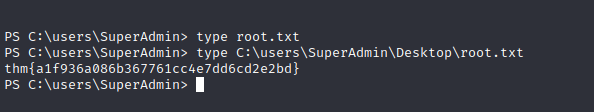 PS C:\users\SuperAdmin> type root.txt
PS C:\users\SuperAdmin> type C:\users\SuperAdmin\Desktop\root.txt
thm{a1f936a086b367761cc4e7dd6cd2e2bd}
PS C:\users\SuperAdmin>